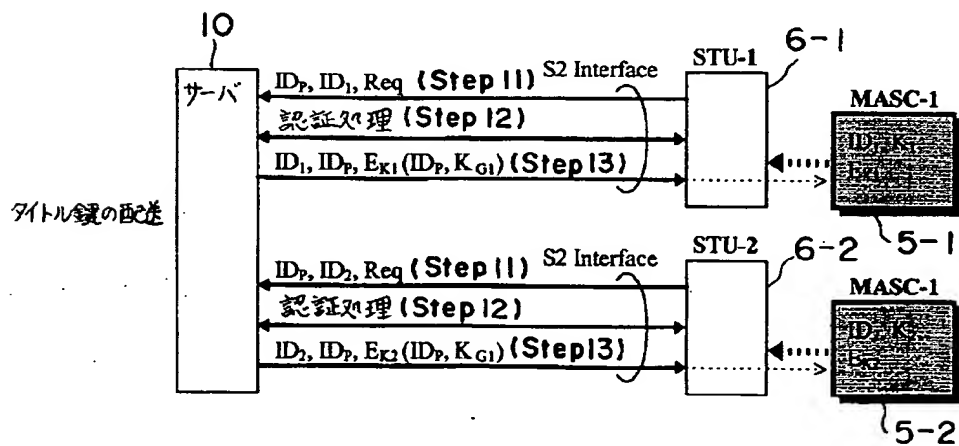 10
サーバ
STU-1
6-1
S2 Interface
ID_P, ID_1, Req (Step 11)
認証処理 (Step 12)
ID_1, ID_P, E_K1(ID_P, K_G1) (Step 13)
MASC-1
5-1
タイトル鍵の配送
STU-2
6-2
S2 Interface
ID_P, ID_2, Req (Step 11)
認証処理 (Step 12)
ID_2, ID_P, E_K2(ID_P, K_G1) (Step 13)
MASC-1
5-2